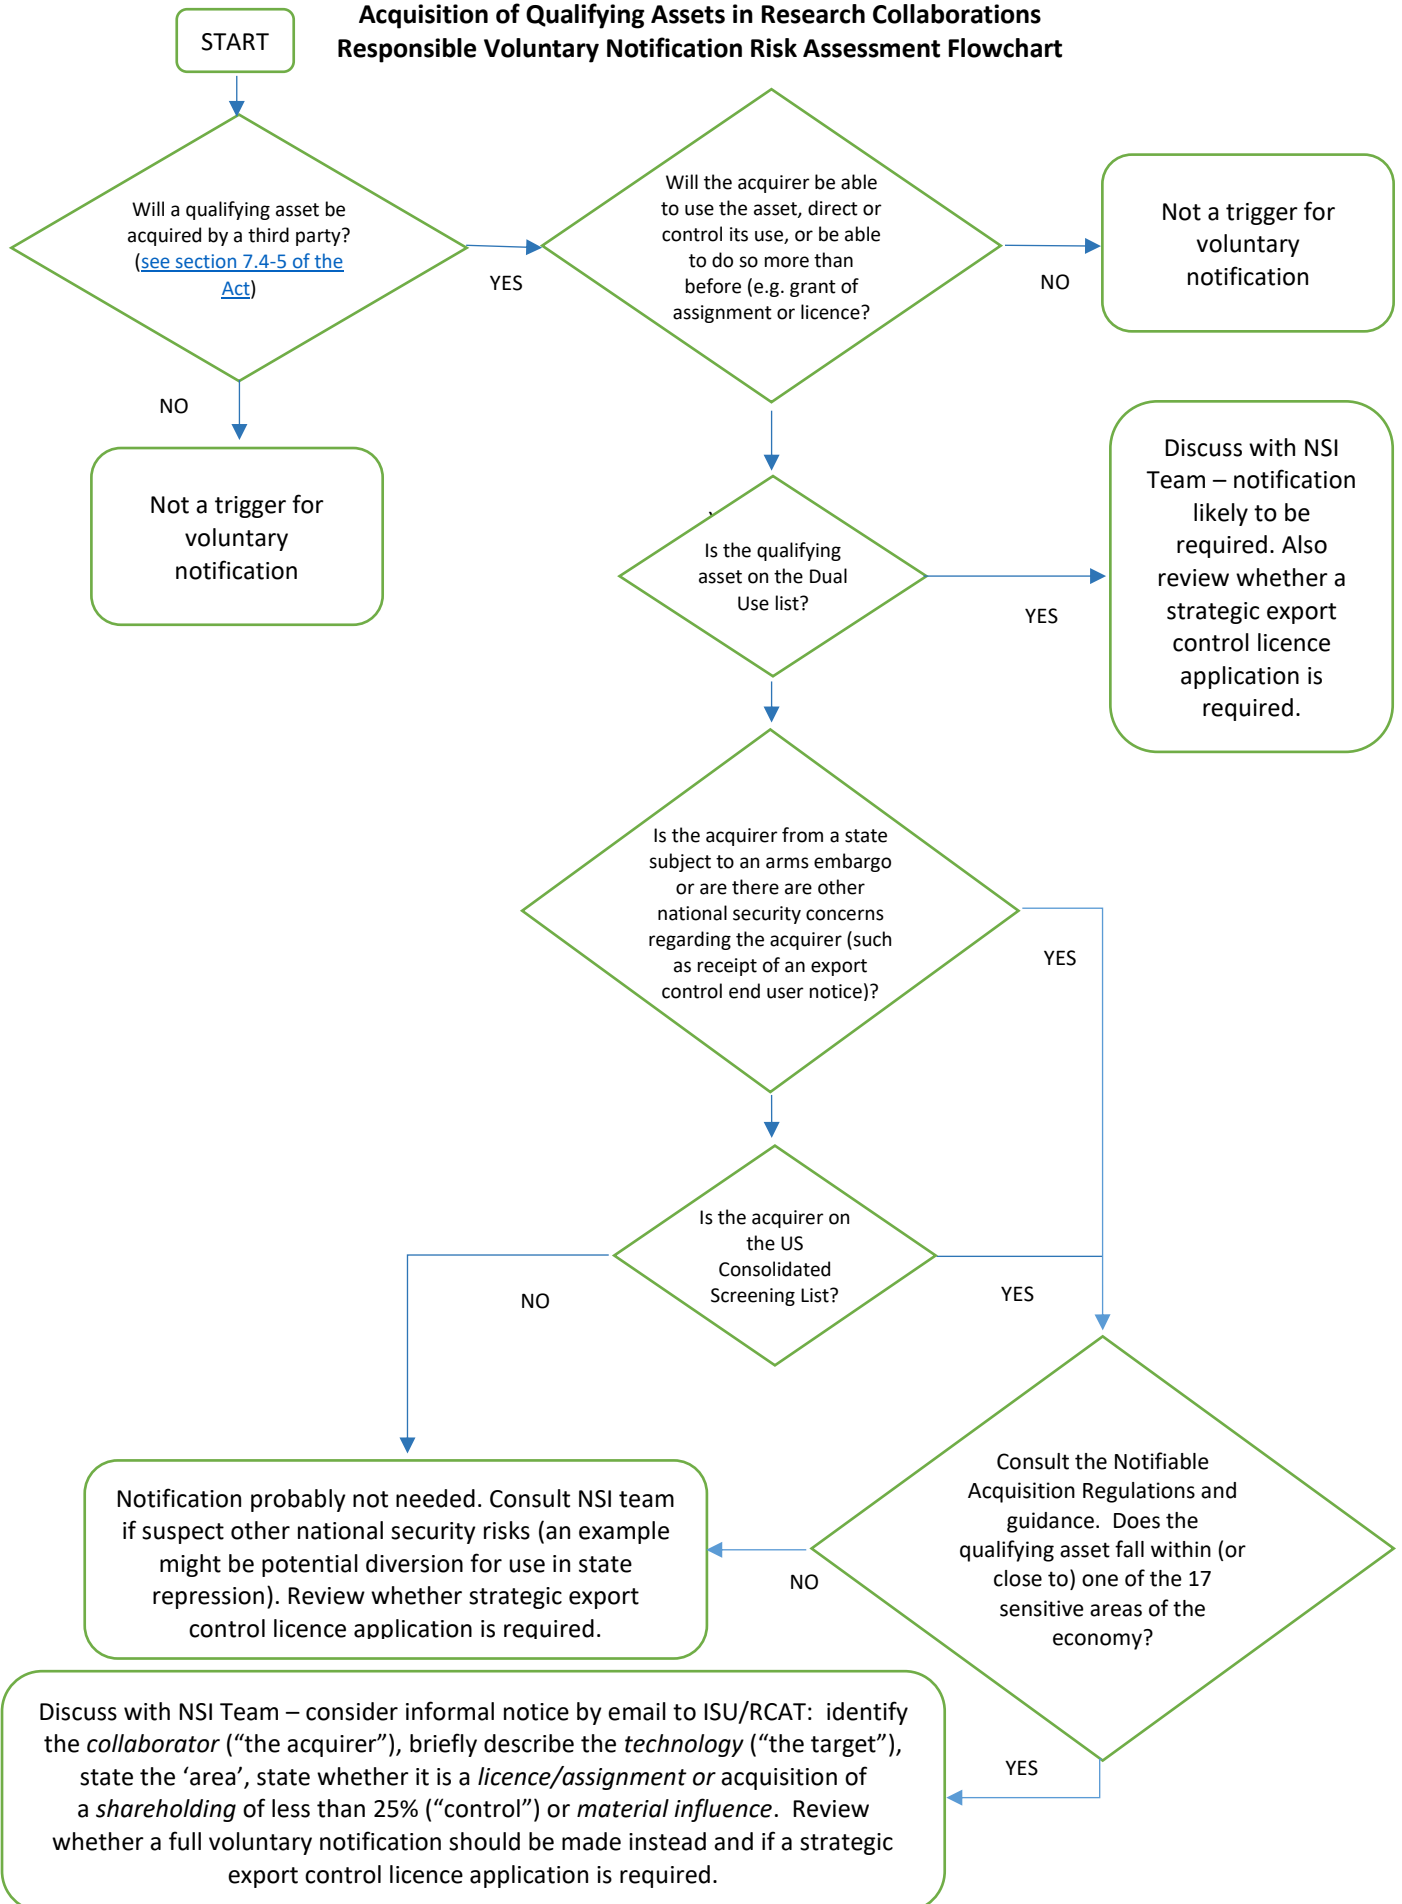 Acquisition of Qualifying Assets in Research Collaborations
Responsible Voluntary Notification Risk Assessment Flowchart
START
Will a qualifying asset be
acquired by a third party?
(see section 7.4-5 of the
Act)
YES
NO
Not a trigger for
voluntary
notification
Will the acquirer be able
to use the asset, direct or
control its use, or be able
to do so more than
before (e.g. grant of
assignment or licence?
NO
Not a trigger for
voluntary
notification
Is the qualifying
asset on the Dual
Use list?
YES
Discuss with NSI
Team – notification
likely to be
required. Also
review whether a
strategic export
control licence
application is
required.
Is the acquirer from a state
subject to an arms embargo
or are there are other
national security concerns
regarding the acquirer (such
as receipt of an export
control end user notice)?
YES
Is the acquirer on
the US
Consolidated
Screening List?
NO
YES
Consult the Notifiable
Acquisition Regulations and
guidance. Does the
qualifying asset fall within (or
close to) one of the 17
sensitive areas of the
economy?
NO
YES
Notification probably not needed. Consult NSI team
if suspect other national security risks (an example
might be potential diversion for use in state
repression). Review whether strategic export
control licence application is required.
Discuss with NSI Team – consider informal notice by email to ISU/RCAT: identify
the collaborator (“the acquirer”), briefly describe the technology (“the target”),
state the ‘area’, state whether it is a licence/assignment or acquisition of
a shareholding of less than 25% (“control”) or material influence. Review
whether a full voluntary notification should be made instead and if a strategic
export control licence application is required.